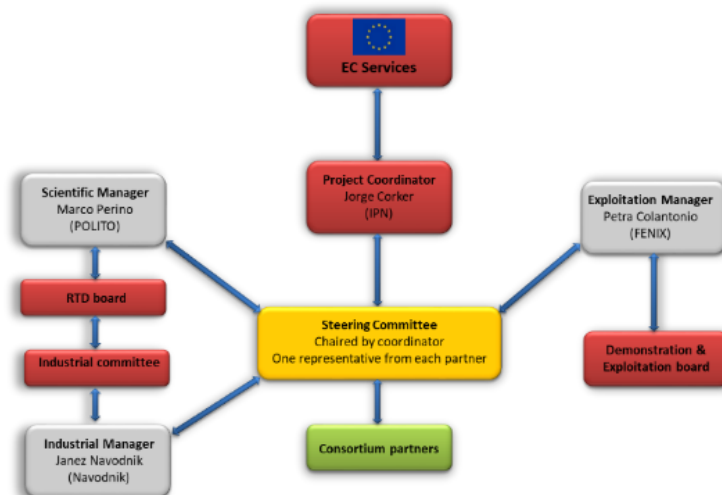 EC Services
Project Coordinator
Jorge Corker
(IPN)
Scientific Manager
Marco Perino
(POLITO)
Exploitation Manager
Petra Colantonio
(FENIX)
RTD board
Industrial committee
Steering Committee
Chaired by coordinator
One representative from each partner
Demonstration &
Exploitation board
Industrial Manager
Janez Navodnik
(Navodnik)
Consortium partners